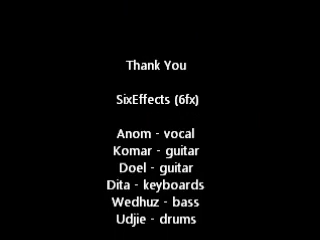 Thank You
SixEffects (6fx)
Anom - vocal
Komar - guitar
Doel - guitar
Dita - keyboards
Wedhuz - bass
Udjie - drums